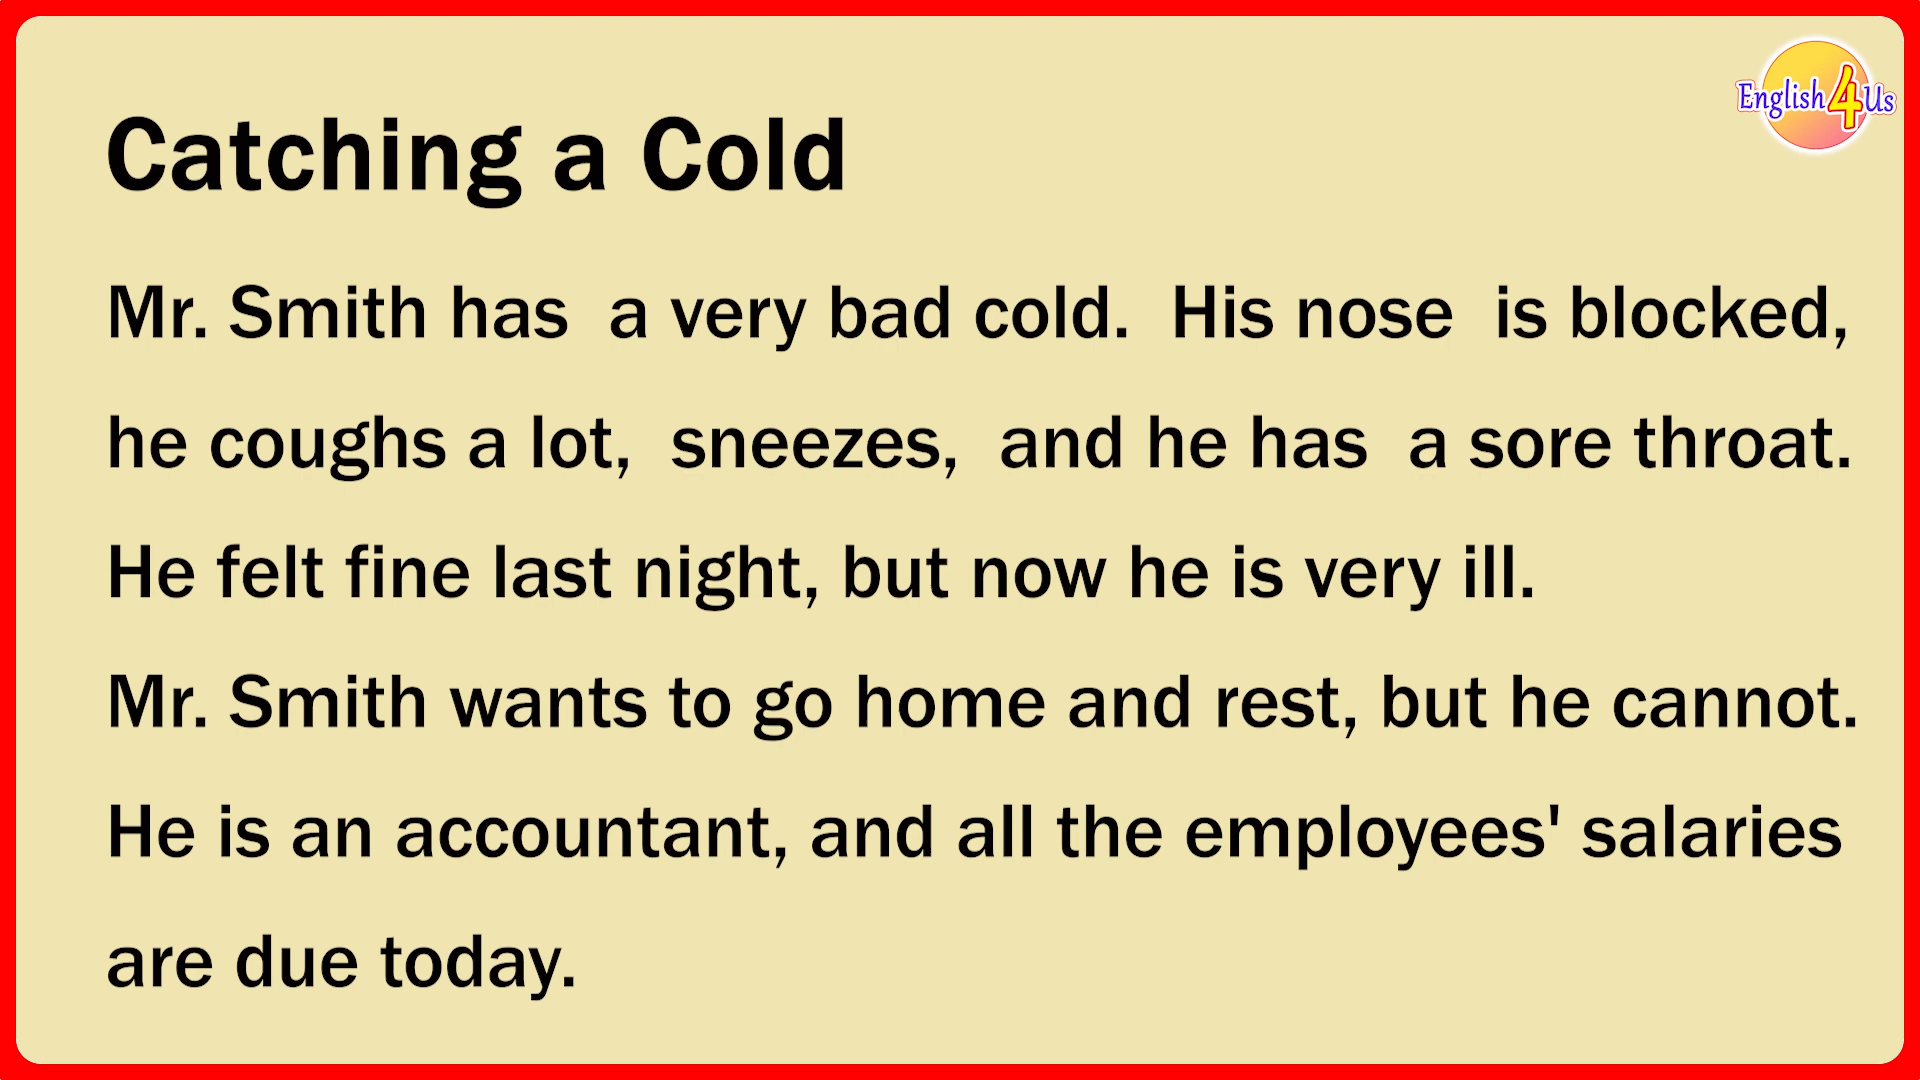 English4Us
Catching a Cold
Mr. Smith has a very bad cold. His nose is blocked,
he coughs a lot, sneezes, and he has a sore throat.
He felt fine last night, but now he is very ill.
Mr. Smith wants to go home and rest, but he cannot.
He is an accountant, and all the employees' salaries
are due today.